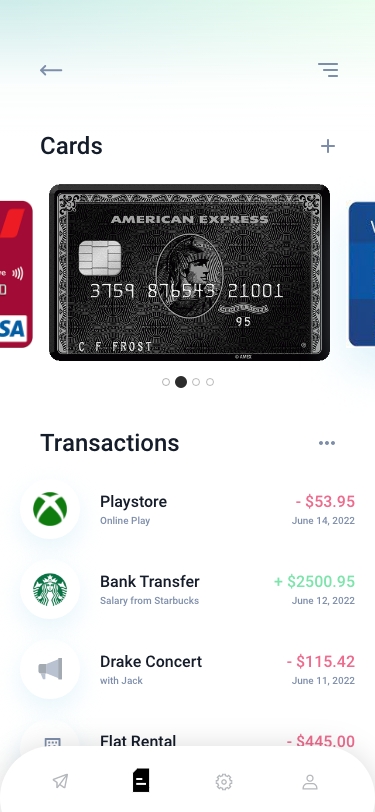 Cards
AMERICAN EXPRESS
3759 876543 21001
95
C F FROST
© AMEX
VISA
Transactions
Playstore
- $53.95
Online Play
June 14, 2022
Bank Transfer
+ $2500.95
Salary from Starbucks
June 12, 2022
Drake Concert
- $115.42
with Jack
June 11, 2022
Flat Rental
- $445.00